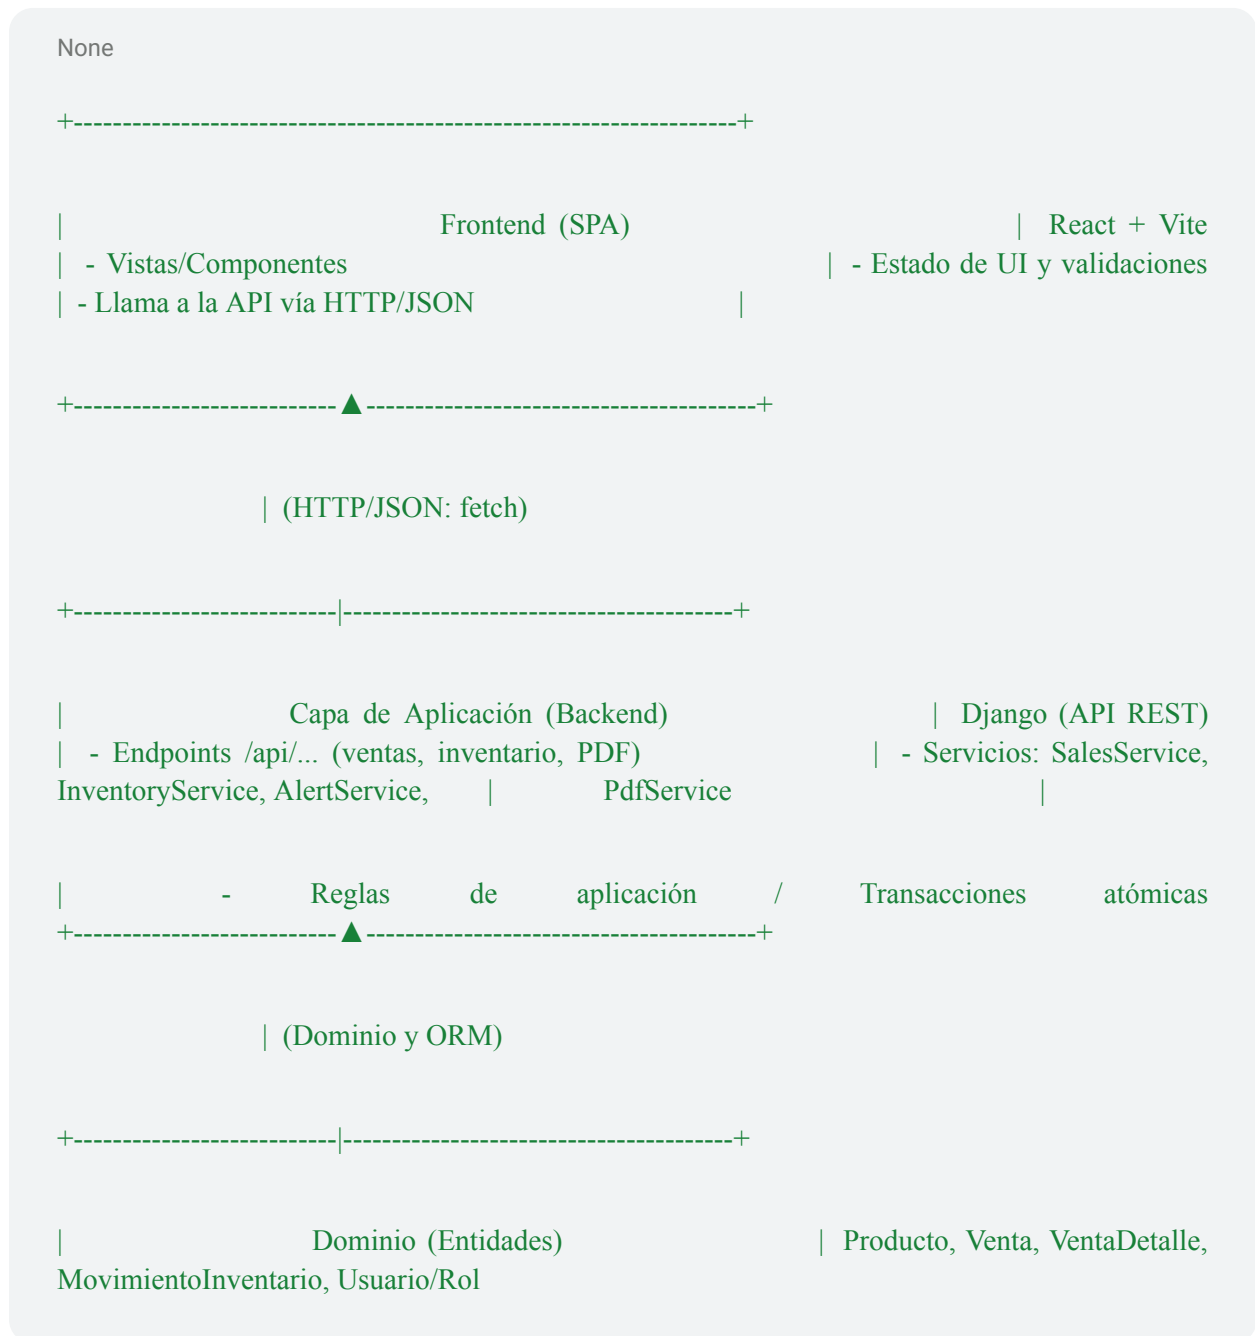 None
+--------------------------------------------------------------------+
| Frontend (SPA) | React + Vite
| - Vistas/Componentes | - Estado de UI y validaciones
| - Llama a la API vía HTTP/JSON |
+---------------------------▲----------------------------------------+
| (HTTP/JSON: fetch)
+---------------------------|----------------------------------------+
| Capa de Aplicación (Backend) | Django (API REST)
| - Endpoints /api/... (ventas, inventario, PDF) | - Servicios: SalesService,
InventoryService, AlertService, | PdfService |
| - Reglas de aplicación / Transacciones atómicas
+---------------------------▲----------------------------------------+
| (Dominio y ORM)
+---------------------------|----------------------------------------+
| Dominio (Entidades) | Producto, Venta, VentaDetalle,
MovimientoInventario, Usuario/Rol